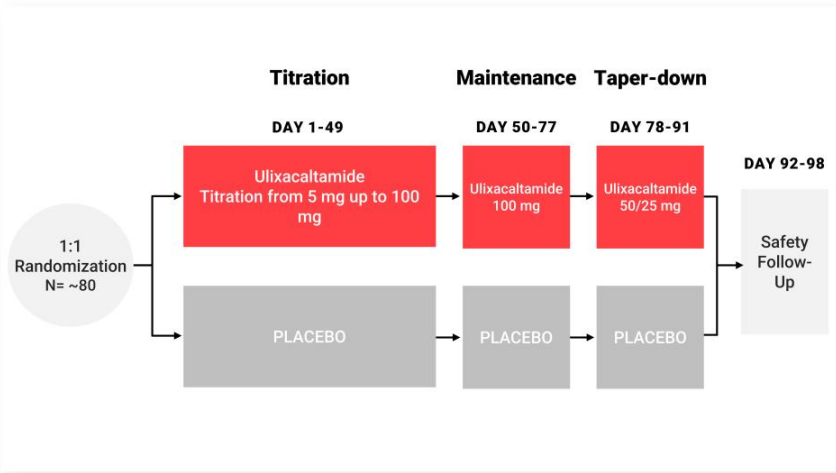 Titration
Maintenance
Taper-down
DAY 1-49
DAY 50-77
DAY 78-91
DAY 92-98
1:1
Randomization
N= ~80
Ulixacaltamide
Titration from 5 mg up to 100
mg
Ulixacaltamide
100 mg
Ulixacaltamide
50/25 mg
Safety
Follow-
Up
PLACEBO
PLACEBO
PLACEBO